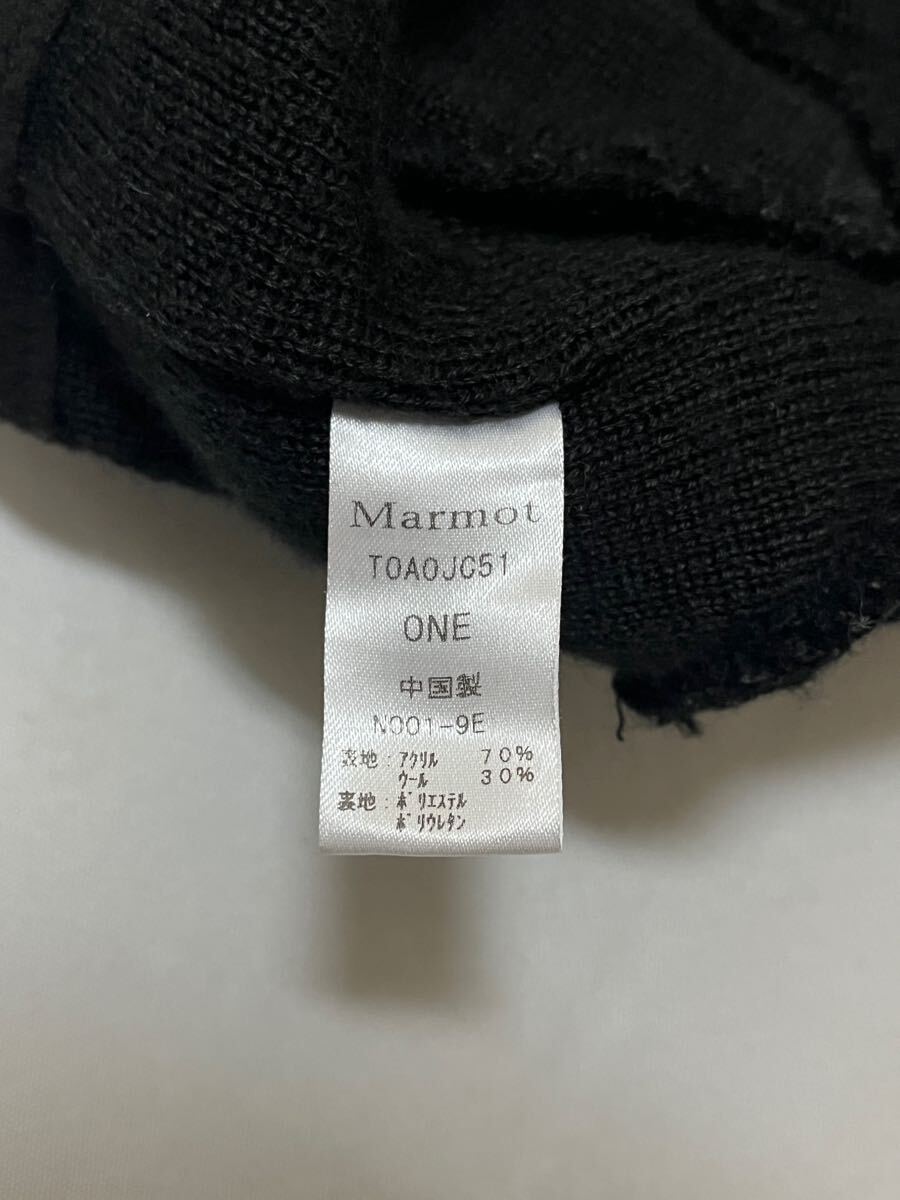 Marmot
TOAOJC51
ONE
中国製
N001-9E
表地:アクリル 70%
ウール 30%
裏地:ポリエステル
ポリウレタン